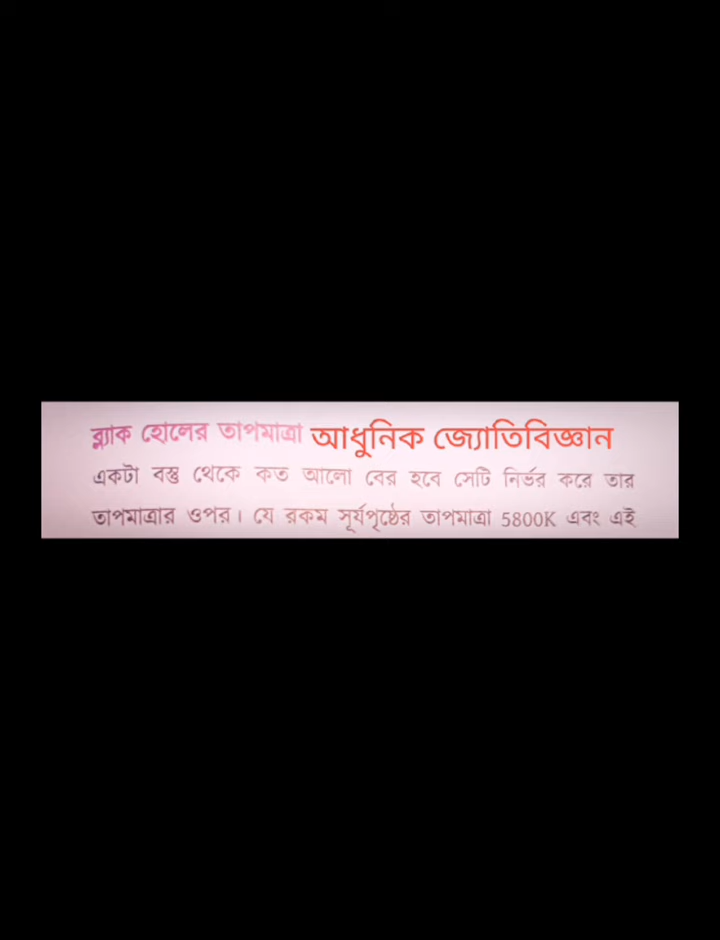 ব্ল্যাক হোলের তাপমাত্রা আধুনিক জ্যোতিবিজ্ঞান
একটা বস্তু থেকে কত আলো বের হবে সেটি নির্ভর করে তার
তাপমাত্রার ওপর। যে রকম সূর্যপৃষ্ঠের তাপমাত্রা 5800K এবং এই